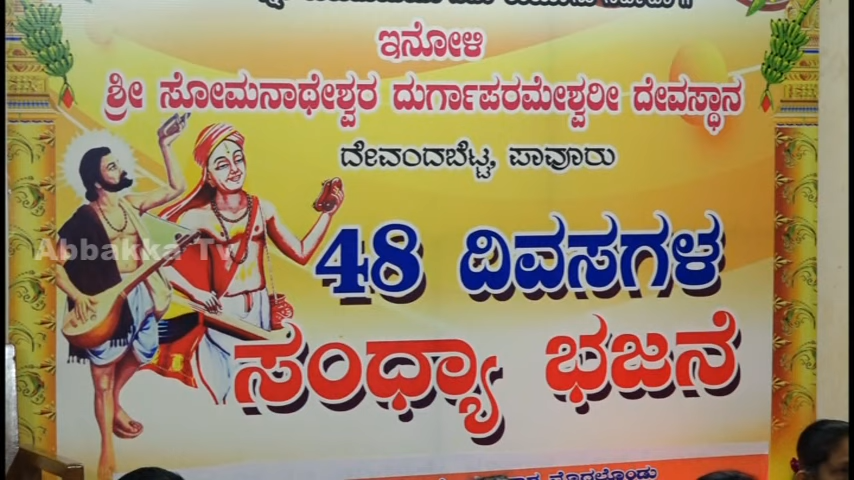 ಇನೋಳಿ
ಶ್ರೀ ಸೋಮನಾಥೇಶ್ವರ ದುರ್ಗಾಪರಮೇಶ್ವರೀ ದೇವಸ್ಥಾನ
ದೇವಂದಬೆಟ್ಟ, ಪಾವೂರು
Abbakka Tv
48 ದಿವಸಗಳ
ಸಂಧ್ಯಾ ಭಜನೆ